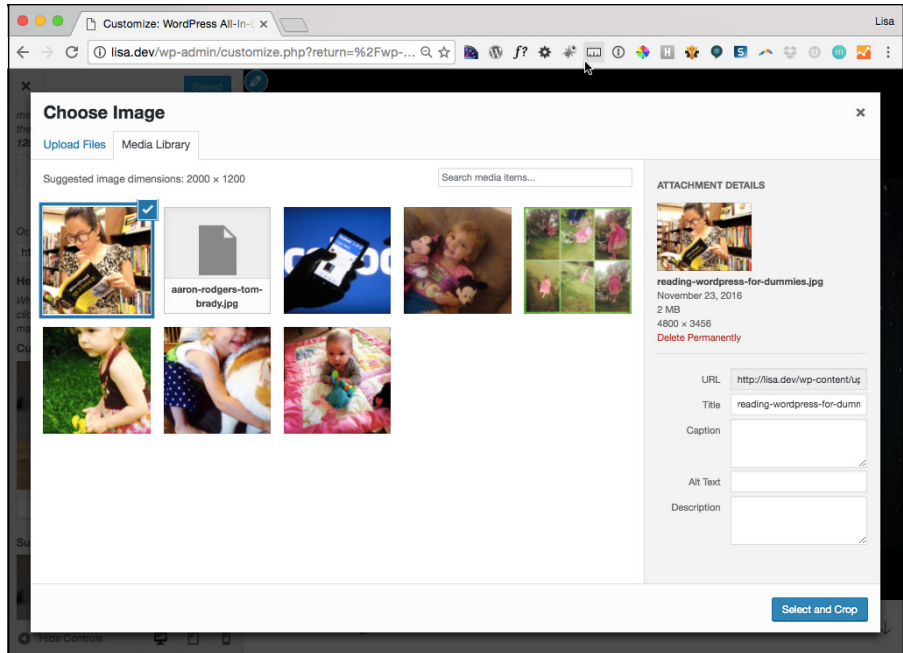 Customize: WordPress All-In-O
Lisa
lisa.dev/wp-admin/customize.php?return=%2Fwp-...
f?
Saved
Choose Image
Upload Files
Media Library
Suggested image dimensions: 2000 × 1200
Search media items...
aaron-rodgers-tom-
brady.jpg
ATTACHMENT DETAILS
reading-wordpress-for-dummies.jpg
November 23, 2016
2 MB
4800 × 3456
Delete Permanently
URL
http://lisa.dev/wp-content/up
Title
reading-wordpress-for-dumm
Caption
Alt Text
Description
Select and Crop
Hide Controls